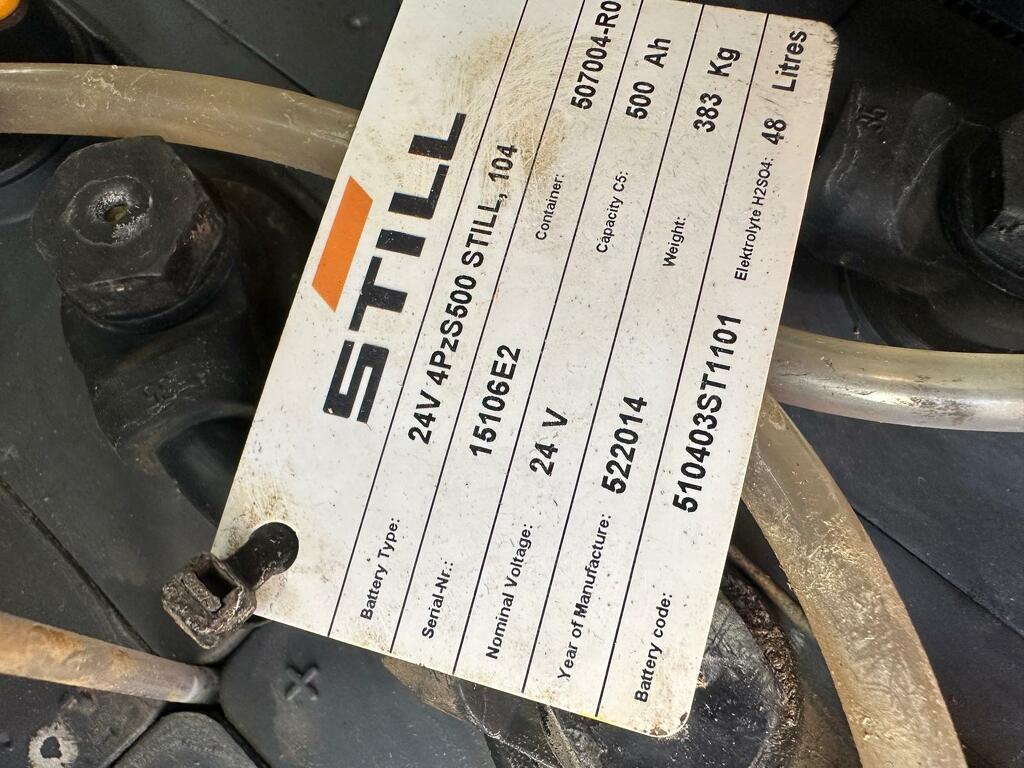 STILL
Battery Type: 24V 4PzS500 STILL, 104
Serial-Nr.: 15106E2 Container: 507004-R0
Nominal Voltage: 24 V Capacity C5: 500 Ah
Year of Manufacture: 522014 Weight: 383 Kg
Battery code: 510403ST1101 Elektrolyte H2SO4: 48 Litres